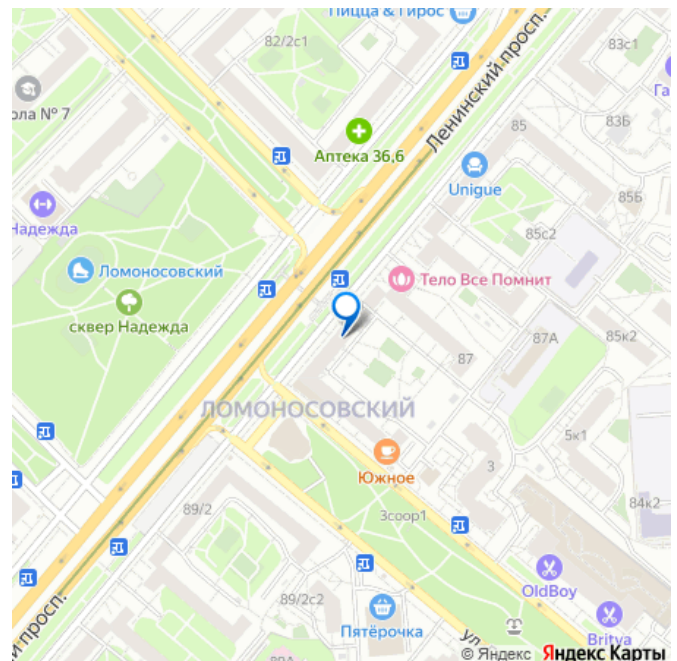 Пицца & Гирос
82/2с1
83с1
Га
ола № 7
Ленинский просп.
Аптека 36,6
85
83Б
Unigue
85Б
Надежда
85с2
Ломоносовский
Тело Все Помнит
сквер Надежда
87А
85к2
87
ЛОМОНОСОВСКИЙ
5к1
Южное
3
84к2
89/2
3соор1
OldBoy
89/2с2
Пятёрочка
Britva
й просп.
ул
89А
© Яндекс Яндекс Карты